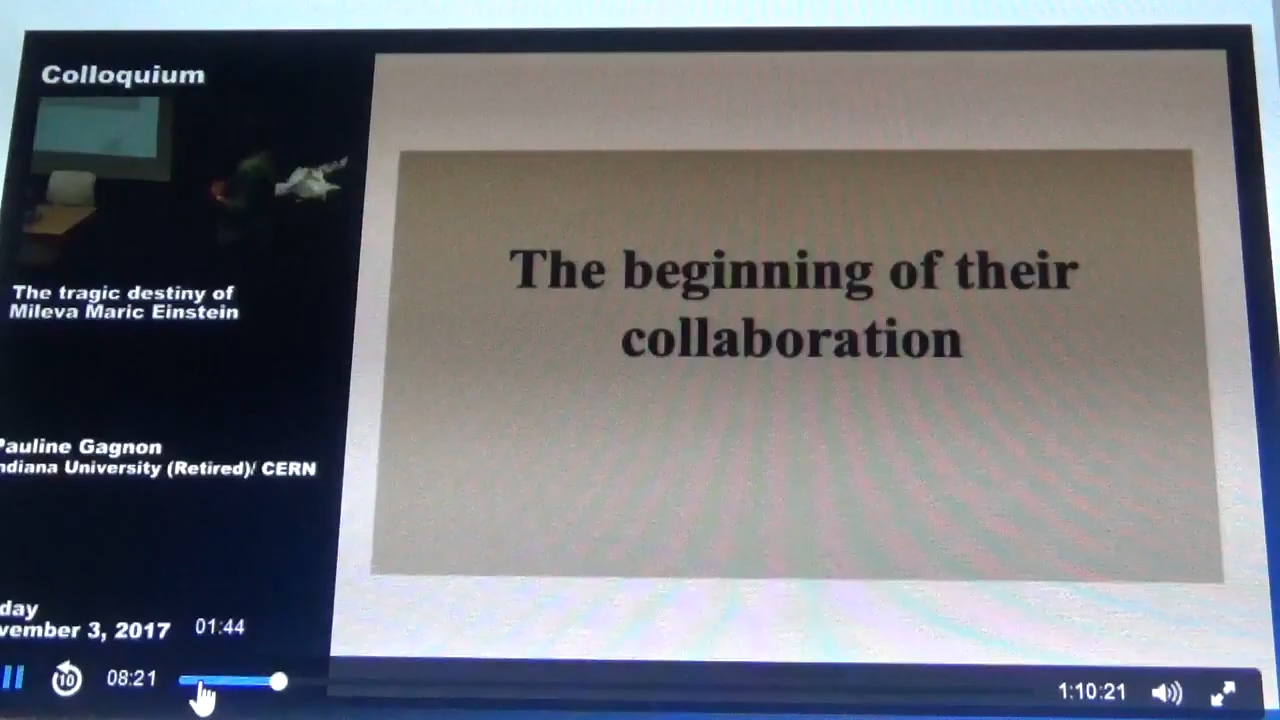 Colloquium
The tragic destiny of
Mileva Maric Einstein
Pauline Gagnon
ndiana University (Retired)/ CERN
day
vember 3, 2017
The beginning of their
collaboration
01:44
10
08:21
1:10:21